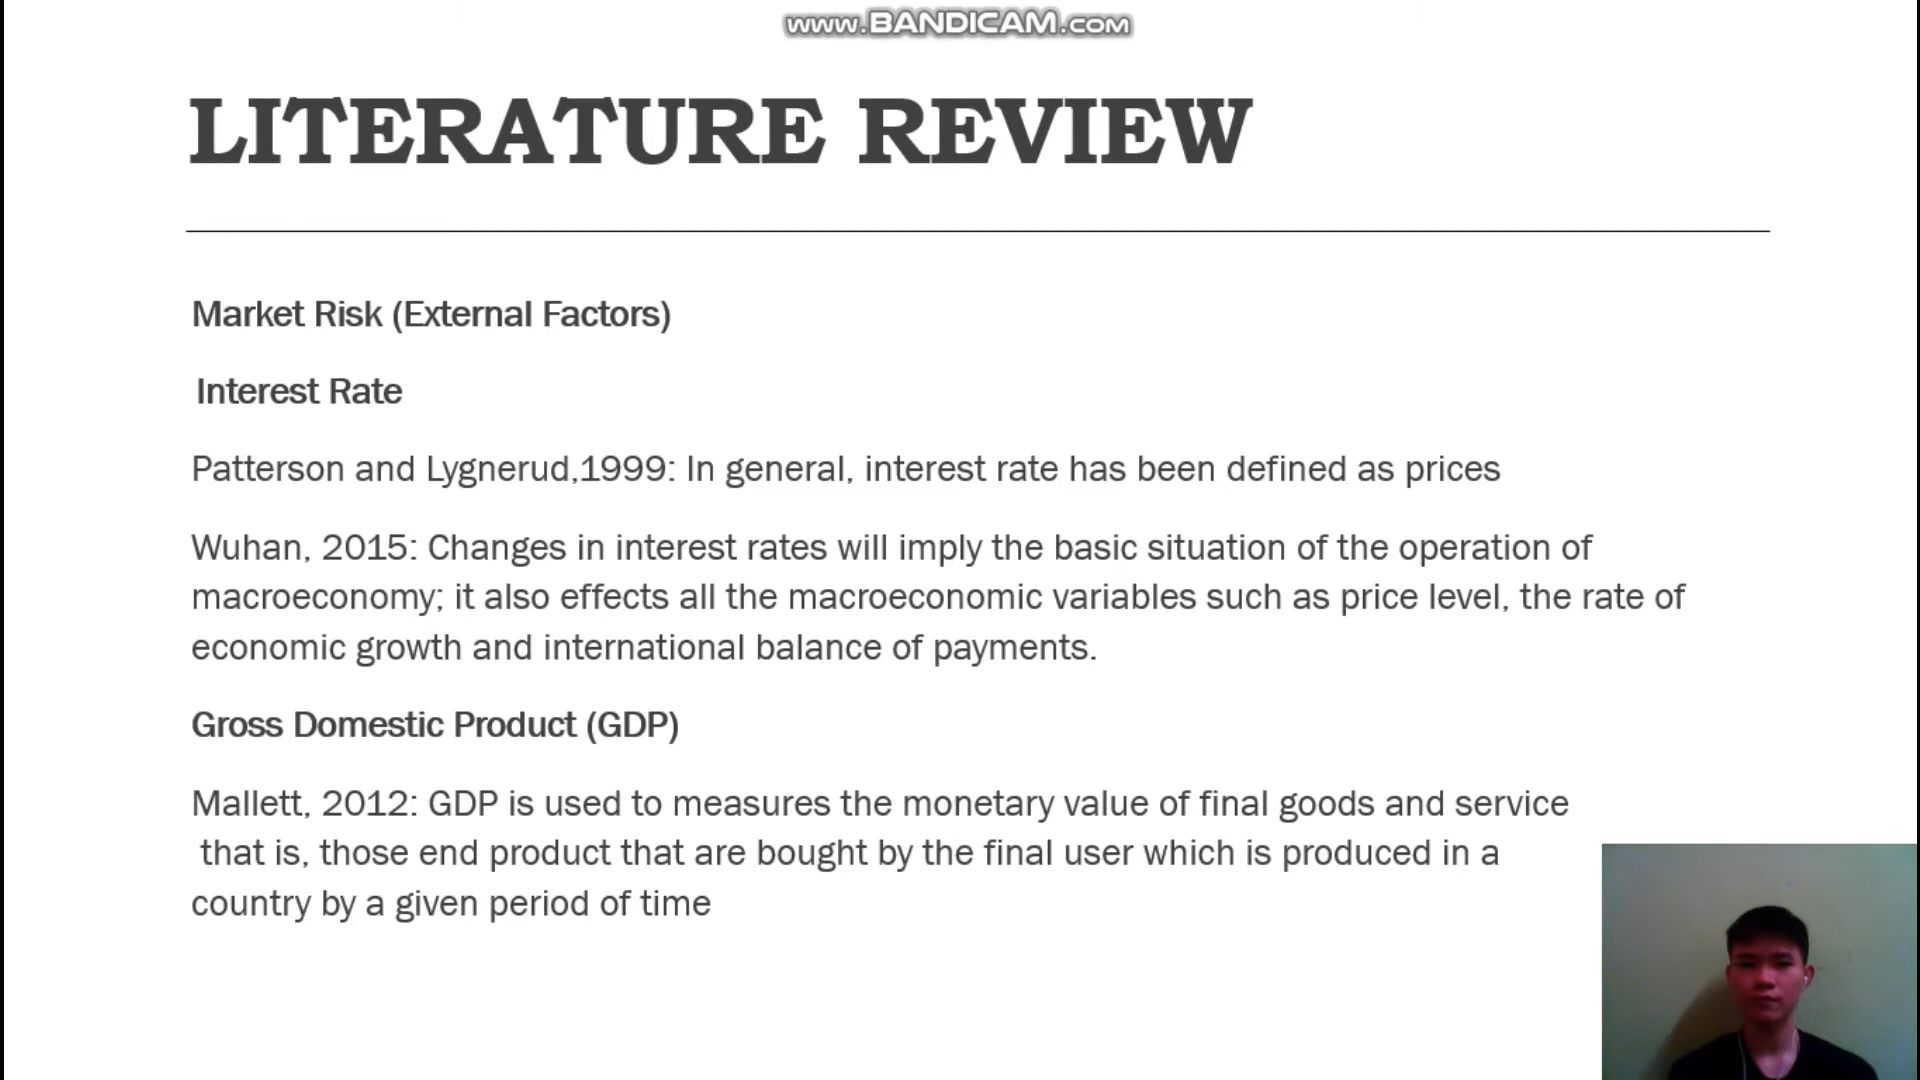 www.BANDICAM.com
LITERATURE REVIEW
Market Risk (External Factors)
Interest Rate
Patterson and Lygnerud,1999: In general, interest rate has been defined as prices
Wuhan, 2015: Changes in interest rates will imply the basic situation of the operation of
macroeconomy; it also effects all the macroeconomic variables such as price level, the rate of
economic growth and international balance of payments.
Gross Domestic Product (GDP)
Mallett, 2012: GDP is used to measures the monetary value of final goods and service
that is, those end product that are bought by the final user which is produced in a
country by a given period of time